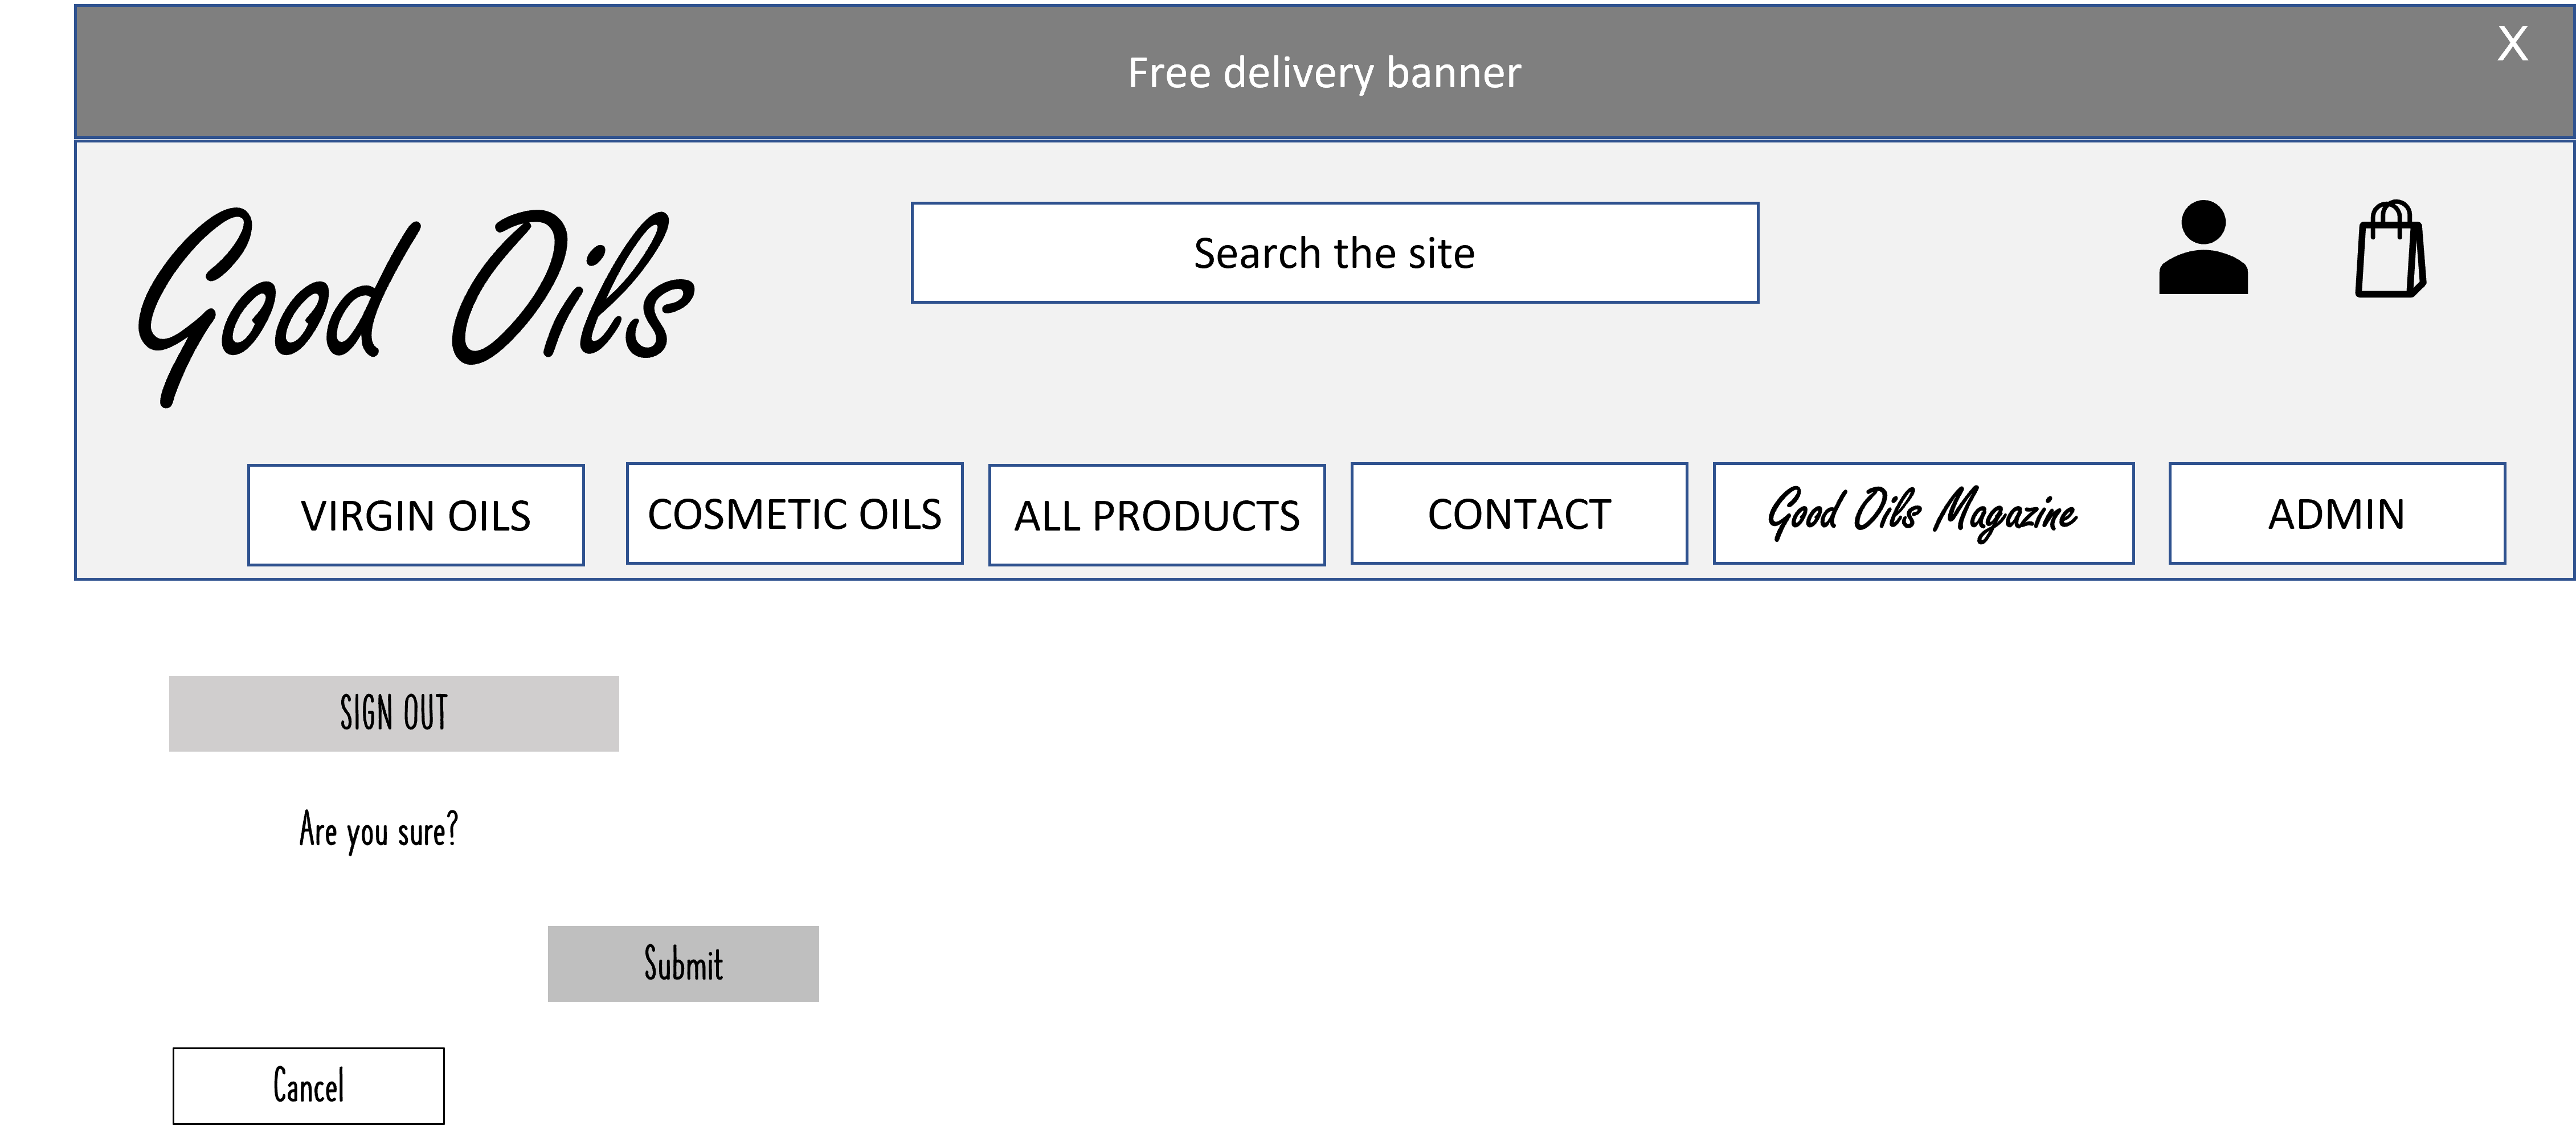 X
Free delivery banner
Good Oils
Search the site
VIRGIN OILS
COSMETIC OILS
ALL PRODUCTS
CONTACT
Good Oils Magazine
ADMIN
SIGN OUT
Are you sure?
Submit
Cancel